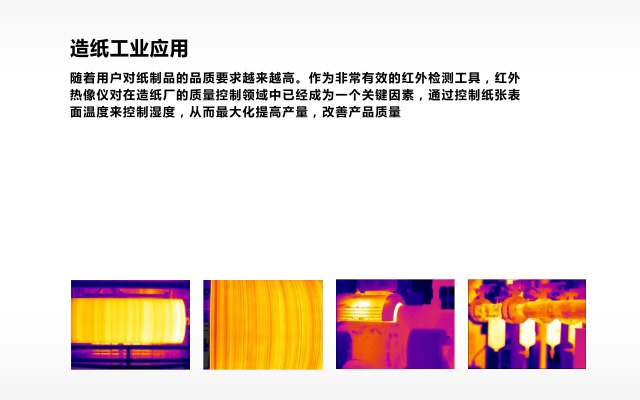 造纸工业应用
随着用户对纸制品的品质要求越来越高。作为非常有效的红外检测工具，红外
热像仪对在造纸厂的质量控制领域中已经成为一个关键因素，通过控制纸张表
面温度来控制湿度，从而最大化提高产量，改善产品质量